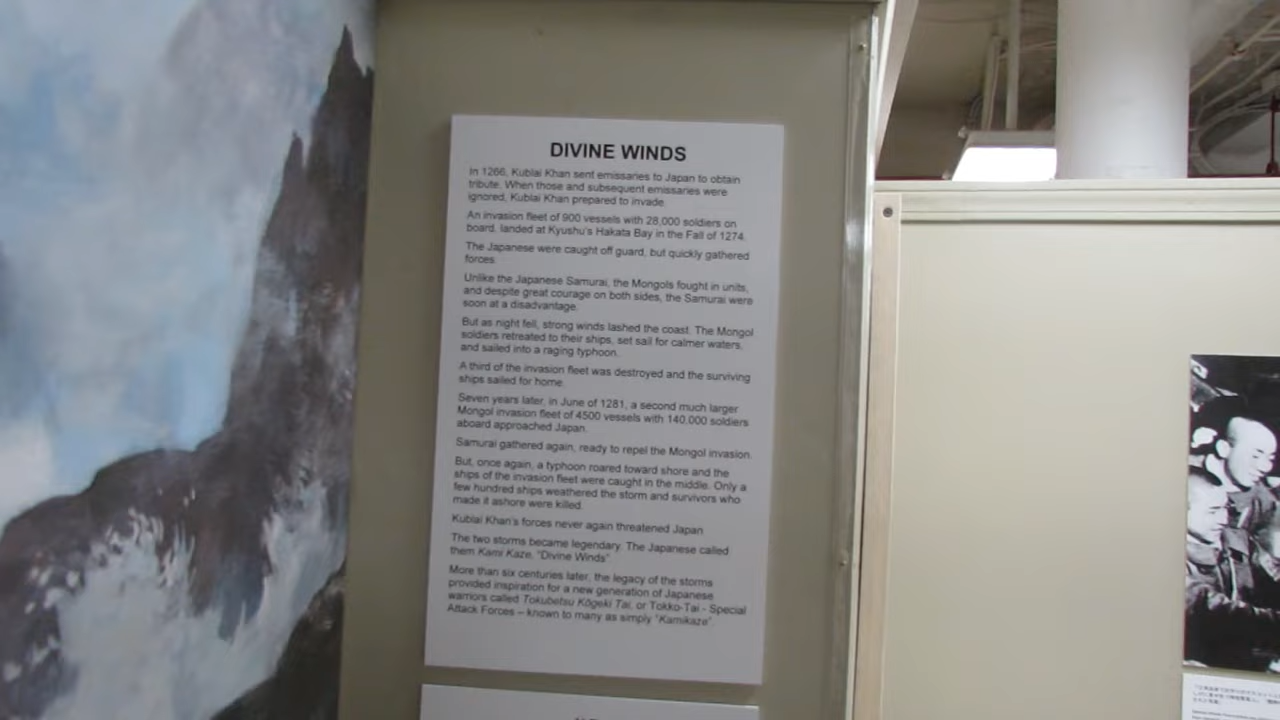 DIVINE WINDS
In 1266, Kublai Khan sent emissaries to Japan to obtain
tribute. When those and subsequent emissaries were
ignored, Kublai Khan prepared to invade.
An invasion fleet of 900 vessels with 28,000 soldiers on
board, landed at Kyushu's Hakata Bay in the Fall of 1274.
The Japanese were caught off guard, but quickly gathered
forces.
Unlike the Japanese Samurai, the Mongols fought in units,
and despite great courage on both sides, the Samurai were
soon at a disadvantage.
But as night fell, strong winds lashed the coast. The Mongol
soldiers retreated to their ships, set sail for calmer waters,
and sailed into a raging typhoon.
A third of the invasion fleet was destroyed and the surviving
ships sailed for home.
Seven years later, in June of 1281, a second much larger
Mongol invasion fleet of 4500 vessels with 140,000 soldiers
aboard approached Japan.
Samurai gathered again, ready to repel the Mongol invasion.
But, once again, a typhoon roared toward shore and the
ships of the invasion fleet were caught in the middle. Only a
few hundred ships weathered the storm and survivors who
made it ashore were killed.
Kublai Khan's forces never again threatened Japan
The two storms became legendary. The Japanese called
them Kami Kaze, "Divine Winds"
More than six centuries later, the legacy of the storms
provided inspiration for a new generation of Japanese
warriors called Tokubetsu Kōgeki Tai, or Tokko-Tai - Special
Attack Forces – known to many as simply "Kamikaze"